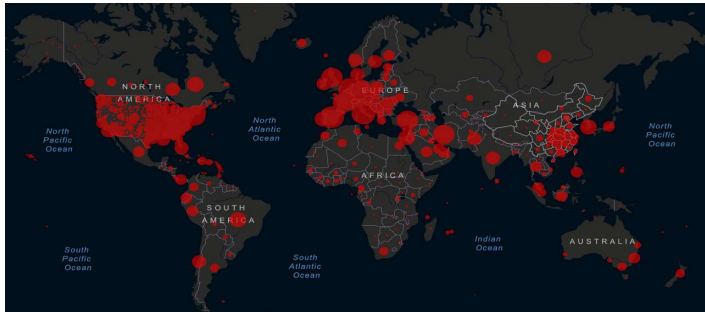 NORTH
AMERICA
EUROPE
ASIA
North
Pacific
Ocean
North
Atlantic
Ocean
North
Pacific
Ocean
AFRICA
SOUTH
AMERICA
South
Pacific
Ocean
South
Atlantic
Ocean
Indian
Ocean
AUSTRALIA